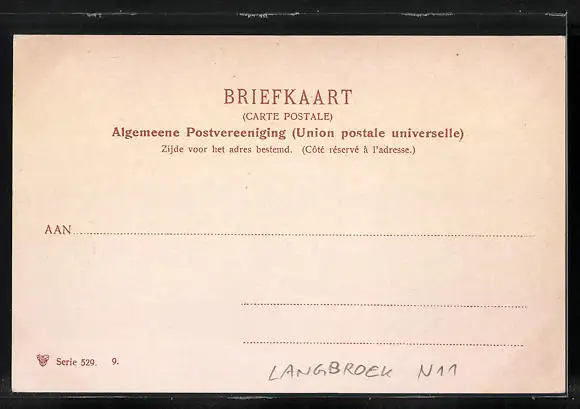 BRIEFKAART
(CARTE POSTALE)
Algemeene Postvereeniging (Union postale universelle)
Zijde voor het adres bestemd. (Côté réservé à l'adresse.)
AAN
Serie 529. 9.
LANGBROEK N11